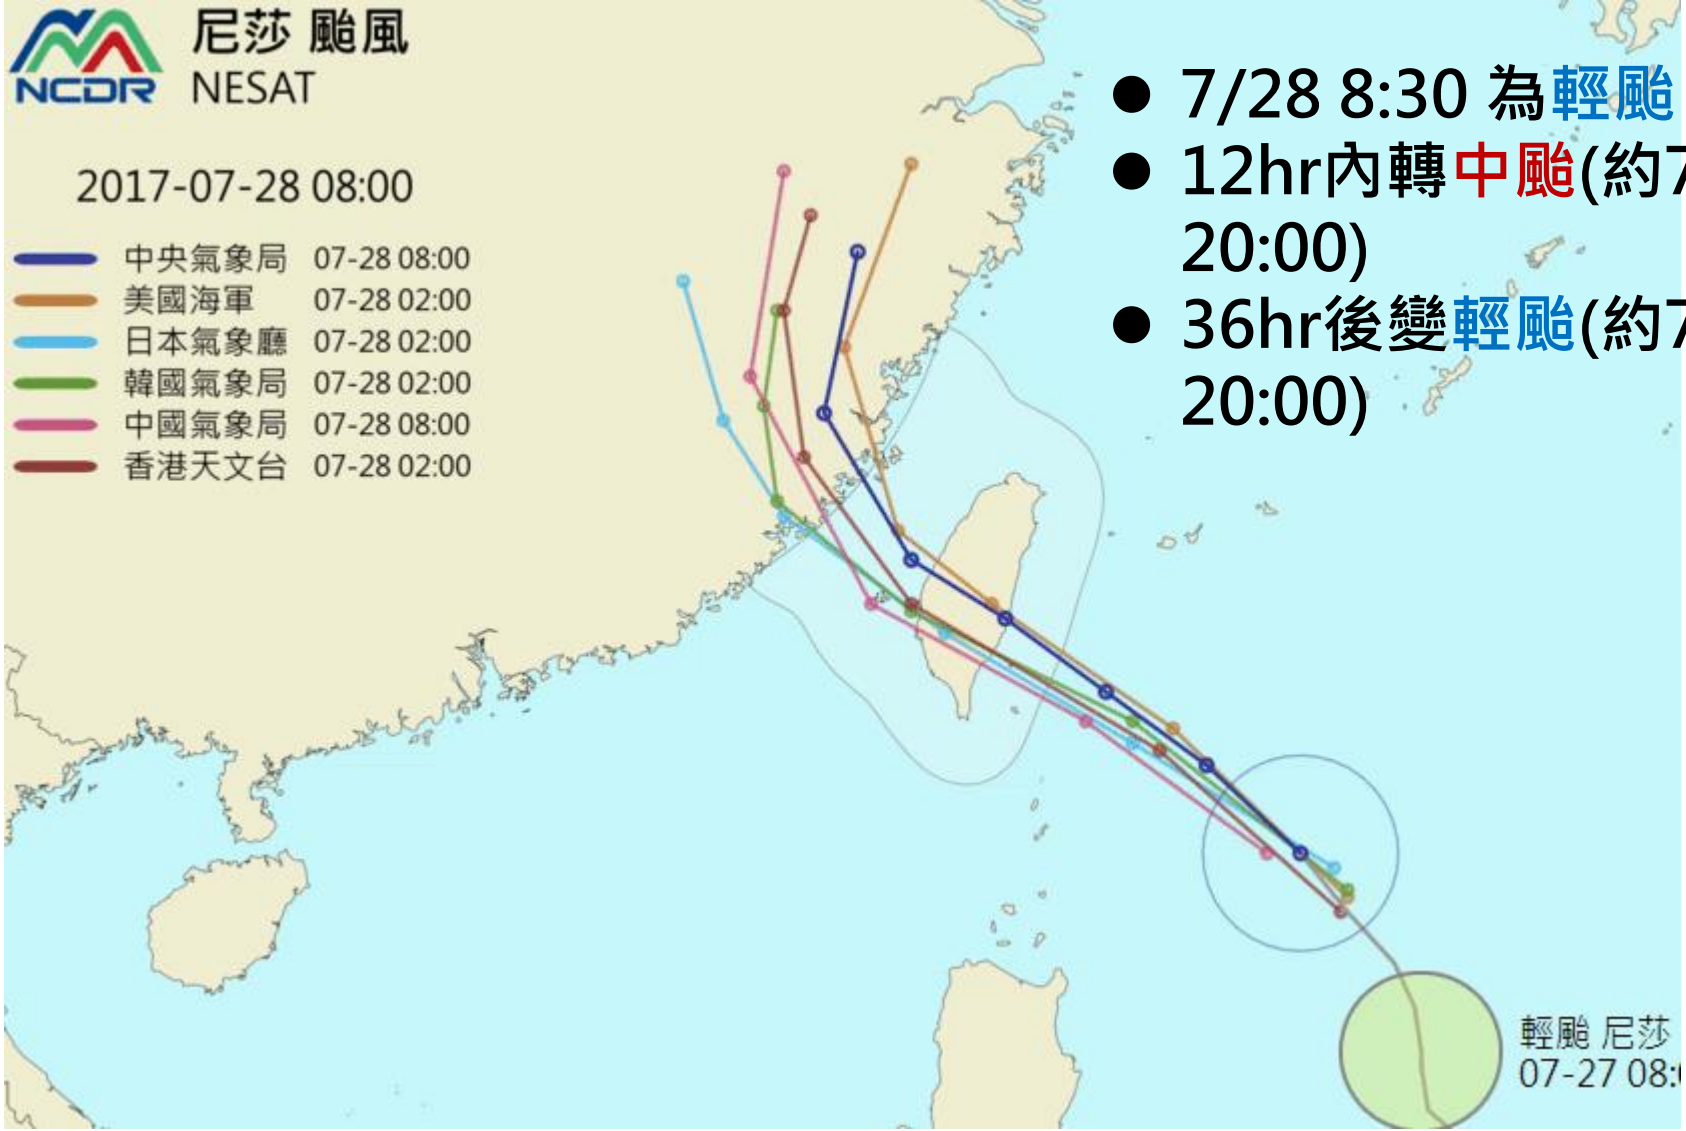 NCDR
尼莎 颱風
NESAT
2017-07-28 08:00
中央氣象局 07-28 08:00
美國海軍 07-28 02:00
日本氣象廳 07-28 02:00
韓國氣象局 07-28 02:00
中國氣象局 07-28 08:00
香港天文台 07-28 02:00
● 7/28 8:30 為輕颱
● 12hr內轉中颱(約7
20:00)
● 36hr後變輕颱(約7
20:00)
輕颱 尼莎
07-27 08:0